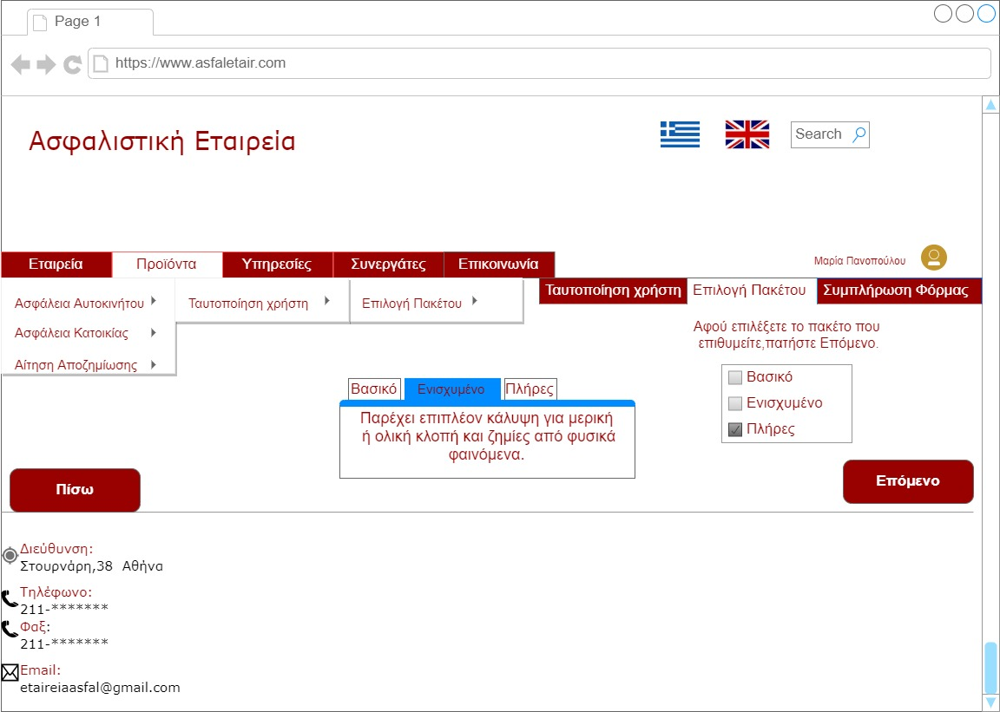 Page 1
https://www.asfaletair.com
Ασφαλιστική Εταιρεία
Search
Εταιρεία
Προϊόντα
Υπηρεσίες
Συνεργάτες
Επικοινωνία
Μαρία Πανοπούλου
Ταυτοποίηση χρήστη
Επιλογή Πακέτου
Συμπλήρωση Φόρμας
Ασφάλεια Αυτοκινήτου
Ταυτοποίηση χρήστη
Επιλογή Πακέτου
Ασφάλεια Κατοικίας
Αίτηση Αποζημίωσης
Αφού επιλέξετε το πακέτο που
επιθυμείτε,πατήστε Επόμενο.
Βασικό
Ενισχυμένο
Πλήρες
Βασικό
Ενισχυμένο
Πλήρες
Παρέχει επιπλέον κάλυψη για μερική
ή ολική κλοπή και ζημίες από φυσικά
φαινόμενα.
Πίσω
Επόμενο
Διεύθυνση:
Στουρνάρη,38 Αθήνα
Τηλέφωνο:
211-*******
Φαξ:
211-*******
Email:
etaireiaasfal@gmail.com